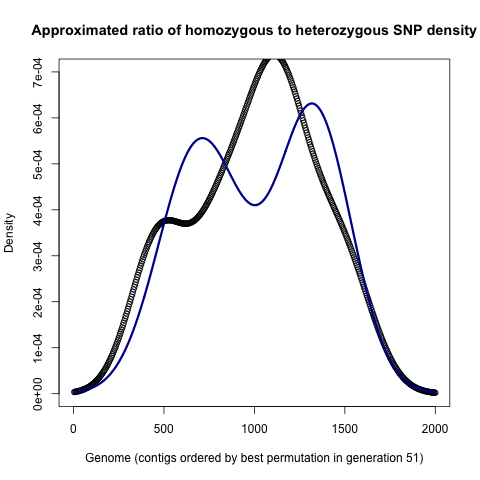 Approximated ratio of homozygous to heterozygous SNP density
Density
7e-04
6e-04
5e-04
4e-04
3e-04
2e-04
1e-04
0e+00
0 500 1000 1500 2000
Genome (contigs ordered by best permutation in generation 51)